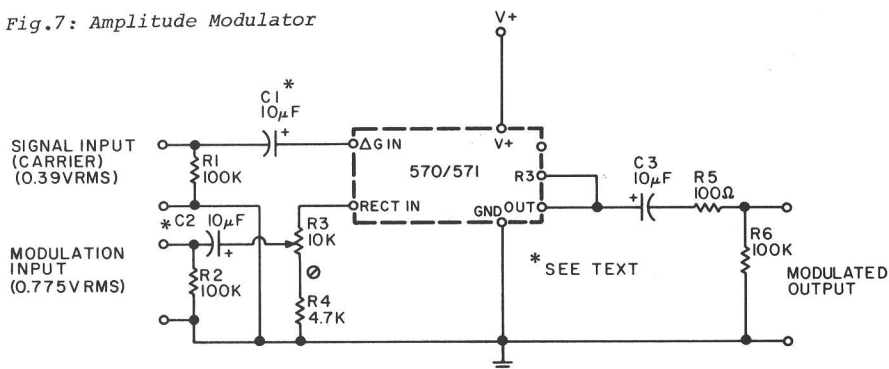 Fig.7: Amplitude Modulator
V+
C1 *
10µF
+
SIGNAL INPUT
(CARRIER)
(0.39VRMS)
R1
100K
ΔG IN
V+
570/571
R3
RECT IN
GND
OUT
C3
10µF
+
R5
100Ω
* C2 10µF
+
R3
10K
MODULATION
INPUT
(0.775VRMS)
R2
100K
R4
4.7K
* SEE TEXT
R6
100K
MODULATED
OUTPUT